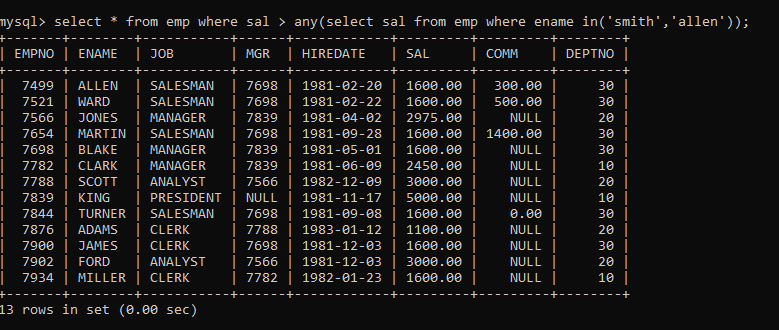 mysql> select * from emp where sal > any(select sal from emp where ename in('smith','allen'));
+-------+--------+-----------+------+------------+---------+---------+--------+
| EMPNO | ENAME  | JOB       | MGR  | HIREDATE   | SAL     | COMM    | DEPTNO |
+-------+--------+-----------+------+------------+---------+---------+--------+
|  7499 | ALLEN  | SALESMAN  | 7698 | 1981-02-20 | 1600.00 |  300.00 |     30 |
|  7521 | WARD   | SALESMAN  | 7698 | 1981-02-22 | 1600.00 |  500.00 |     30 |
|  7566 | JONES  | MANAGER   | 7839 | 1981-04-02 | 2975.00 |    NULL |     20 |
|  7654 | MARTIN | SALESMAN  | 7698 | 1981-09-28 | 1600.00 | 1400.00 |     30 |
|  7698 | BLAKE  | MANAGER   | 7839 | 1981-05-01 | 1600.00 |    NULL |     30 |
|  7782 | CLARK  | MANAGER   | 7839 | 1981-06-09 | 2450.00 |    NULL |     10 |
|  7788 | SCOTT  | ANALYST   | 7566 | 1982-12-09 | 3000.00 |    NULL |     20 |
|  7839 | KING   | PRESIDENT | NULL | 1981-11-17 | 5000.00 |    NULL |     10 |
|  7844 | TURNER | SALESMAN  | 7698 | 1981-09-08 | 1600.00 |    0.00 |     30 |
|  7876 | ADAMS  | CLERK     | 7788 | 1983-01-12 | 1100.00 |    NULL |     20 |
|  7900 | JAMES  | CLERK     | 7698 | 1981-12-03 | 1600.00 |    NULL |     30 |
|  7902 | FORD   | ANALYST   | 7566 | 1981-12-03 | 3000.00 |    NULL |     20 |
|  7934 | MILLER | CLERK     | 7782 | 1982-01-23 | 1600.00 |    NULL |     10 |
+-------+--------+-----------+------+------------+---------+---------+--------+
13 rows in set (0.00 sec)